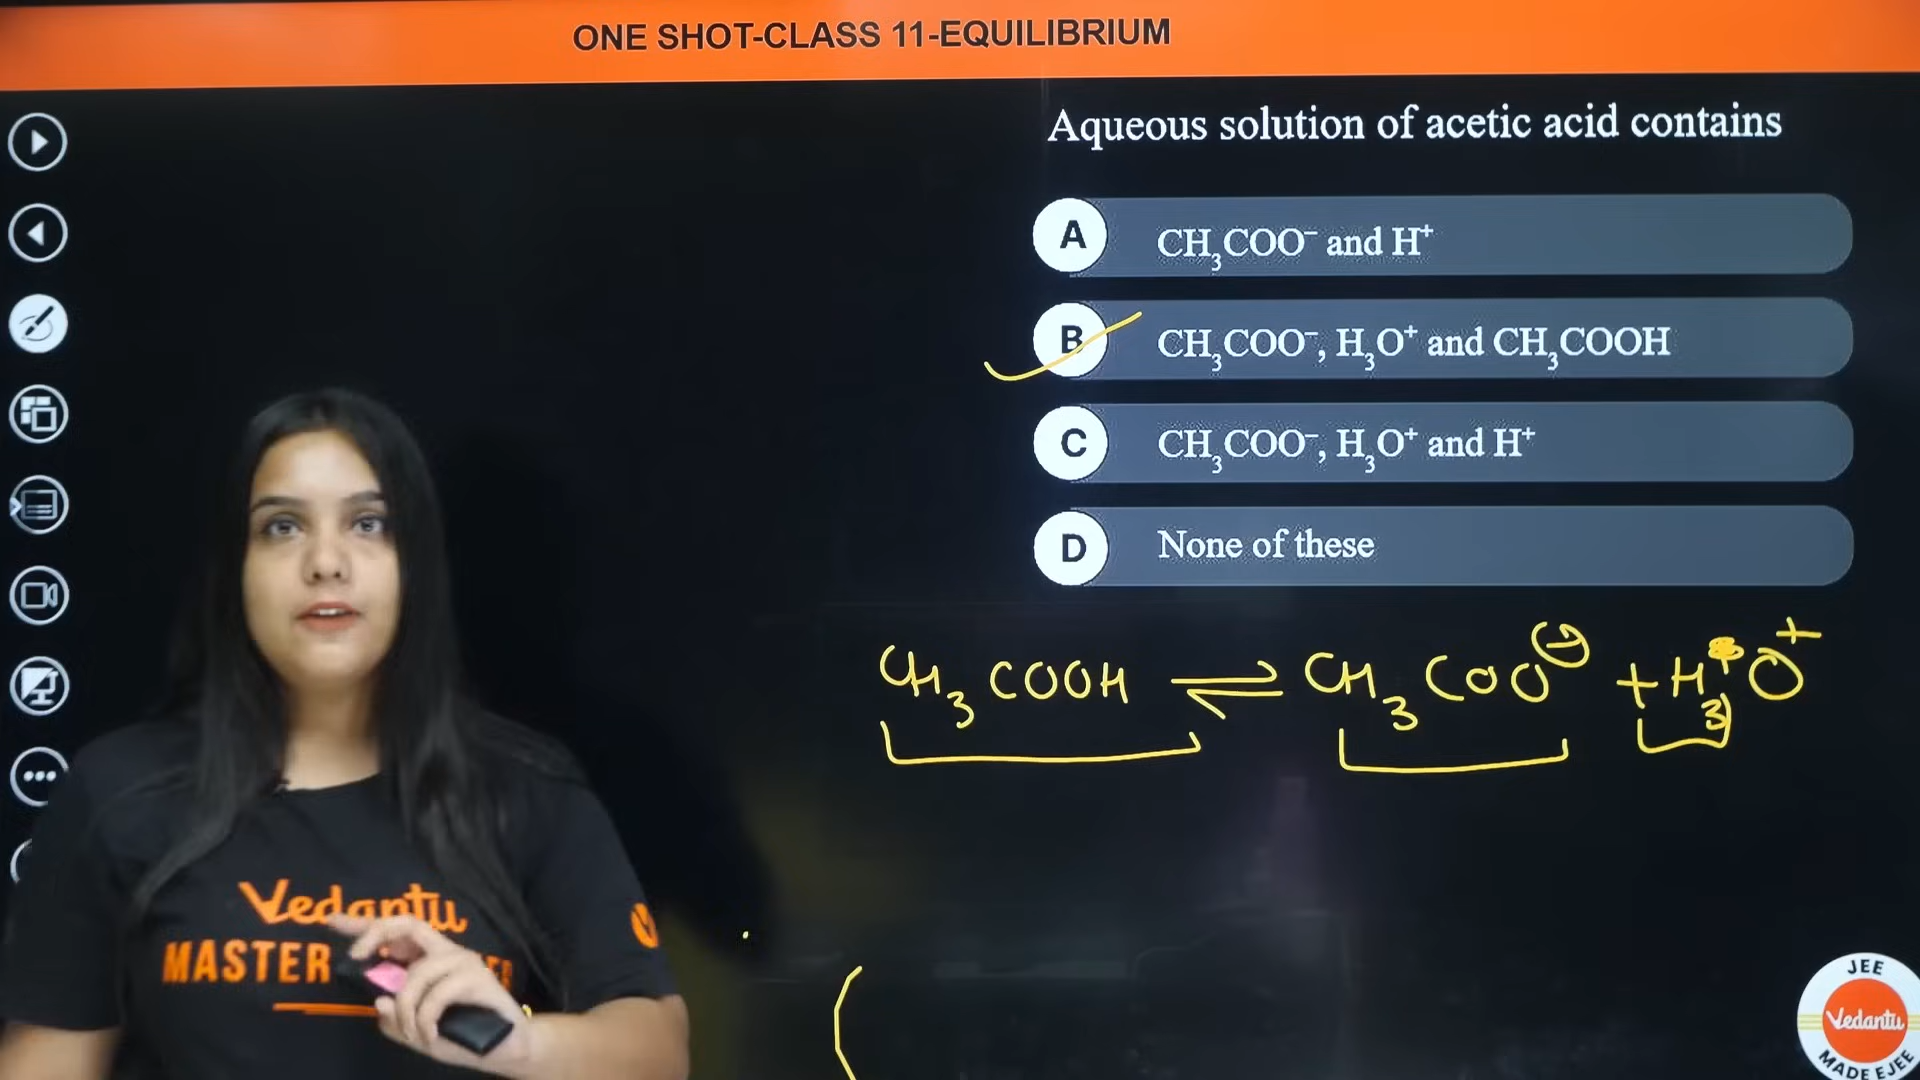 ONE SHOT-CLASS 11-EQUILIBRIUM
Aqueous solution of acetic acid contains
A CH₃COO⁻ and H⁺
B CH₃COO⁻, H₃O⁺ and CH₃COOH
C CH₃COO⁻, H₃O⁺ and H⁺
D None of these
CH₃COOH ⇌ CH₃COO⊖ + H₃O⁺
Vedantu
MASTER
JEE
Vedantu
MADE EJEE